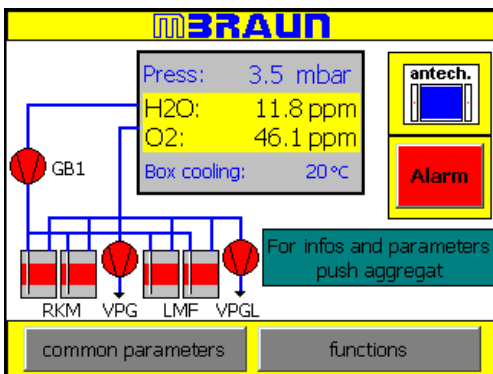 mBRAUN
Press: 3.5 mbar
H2O: 11.8 ppm
O2: 46.1 ppm
Box cooling: 20 °C
antech.
Alarm
GB1
For infos and parameters
push aggregat
RKM VPG LMF VPGL
common parameters functions